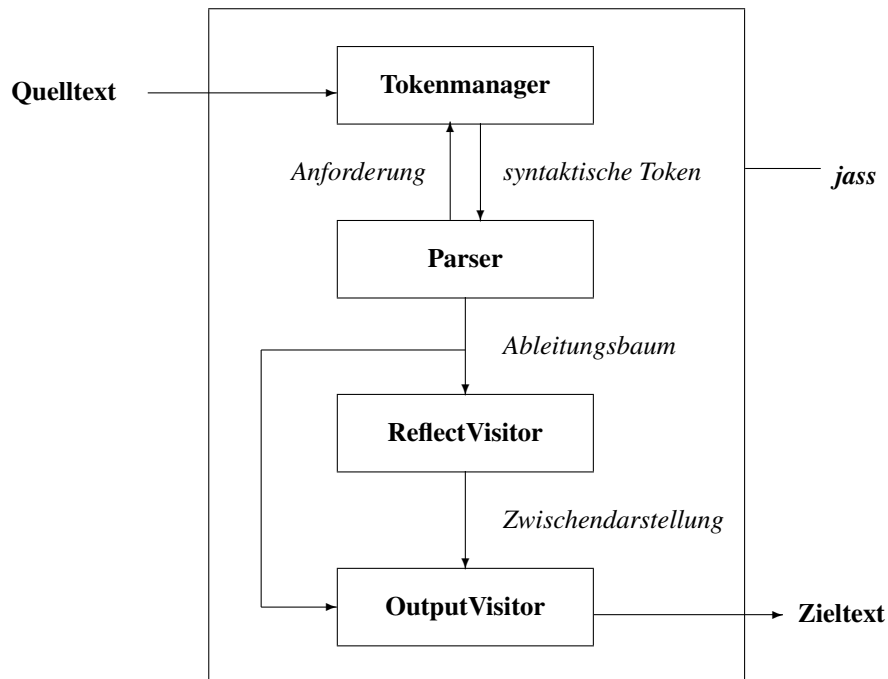 Tokenmanager
Quelltext
Anforderung
syntaktische Token
jass
Parser
Ableitungsbaum
ReflectVisitor
Zwischendarstellung
OutputVisitor
Zieltext